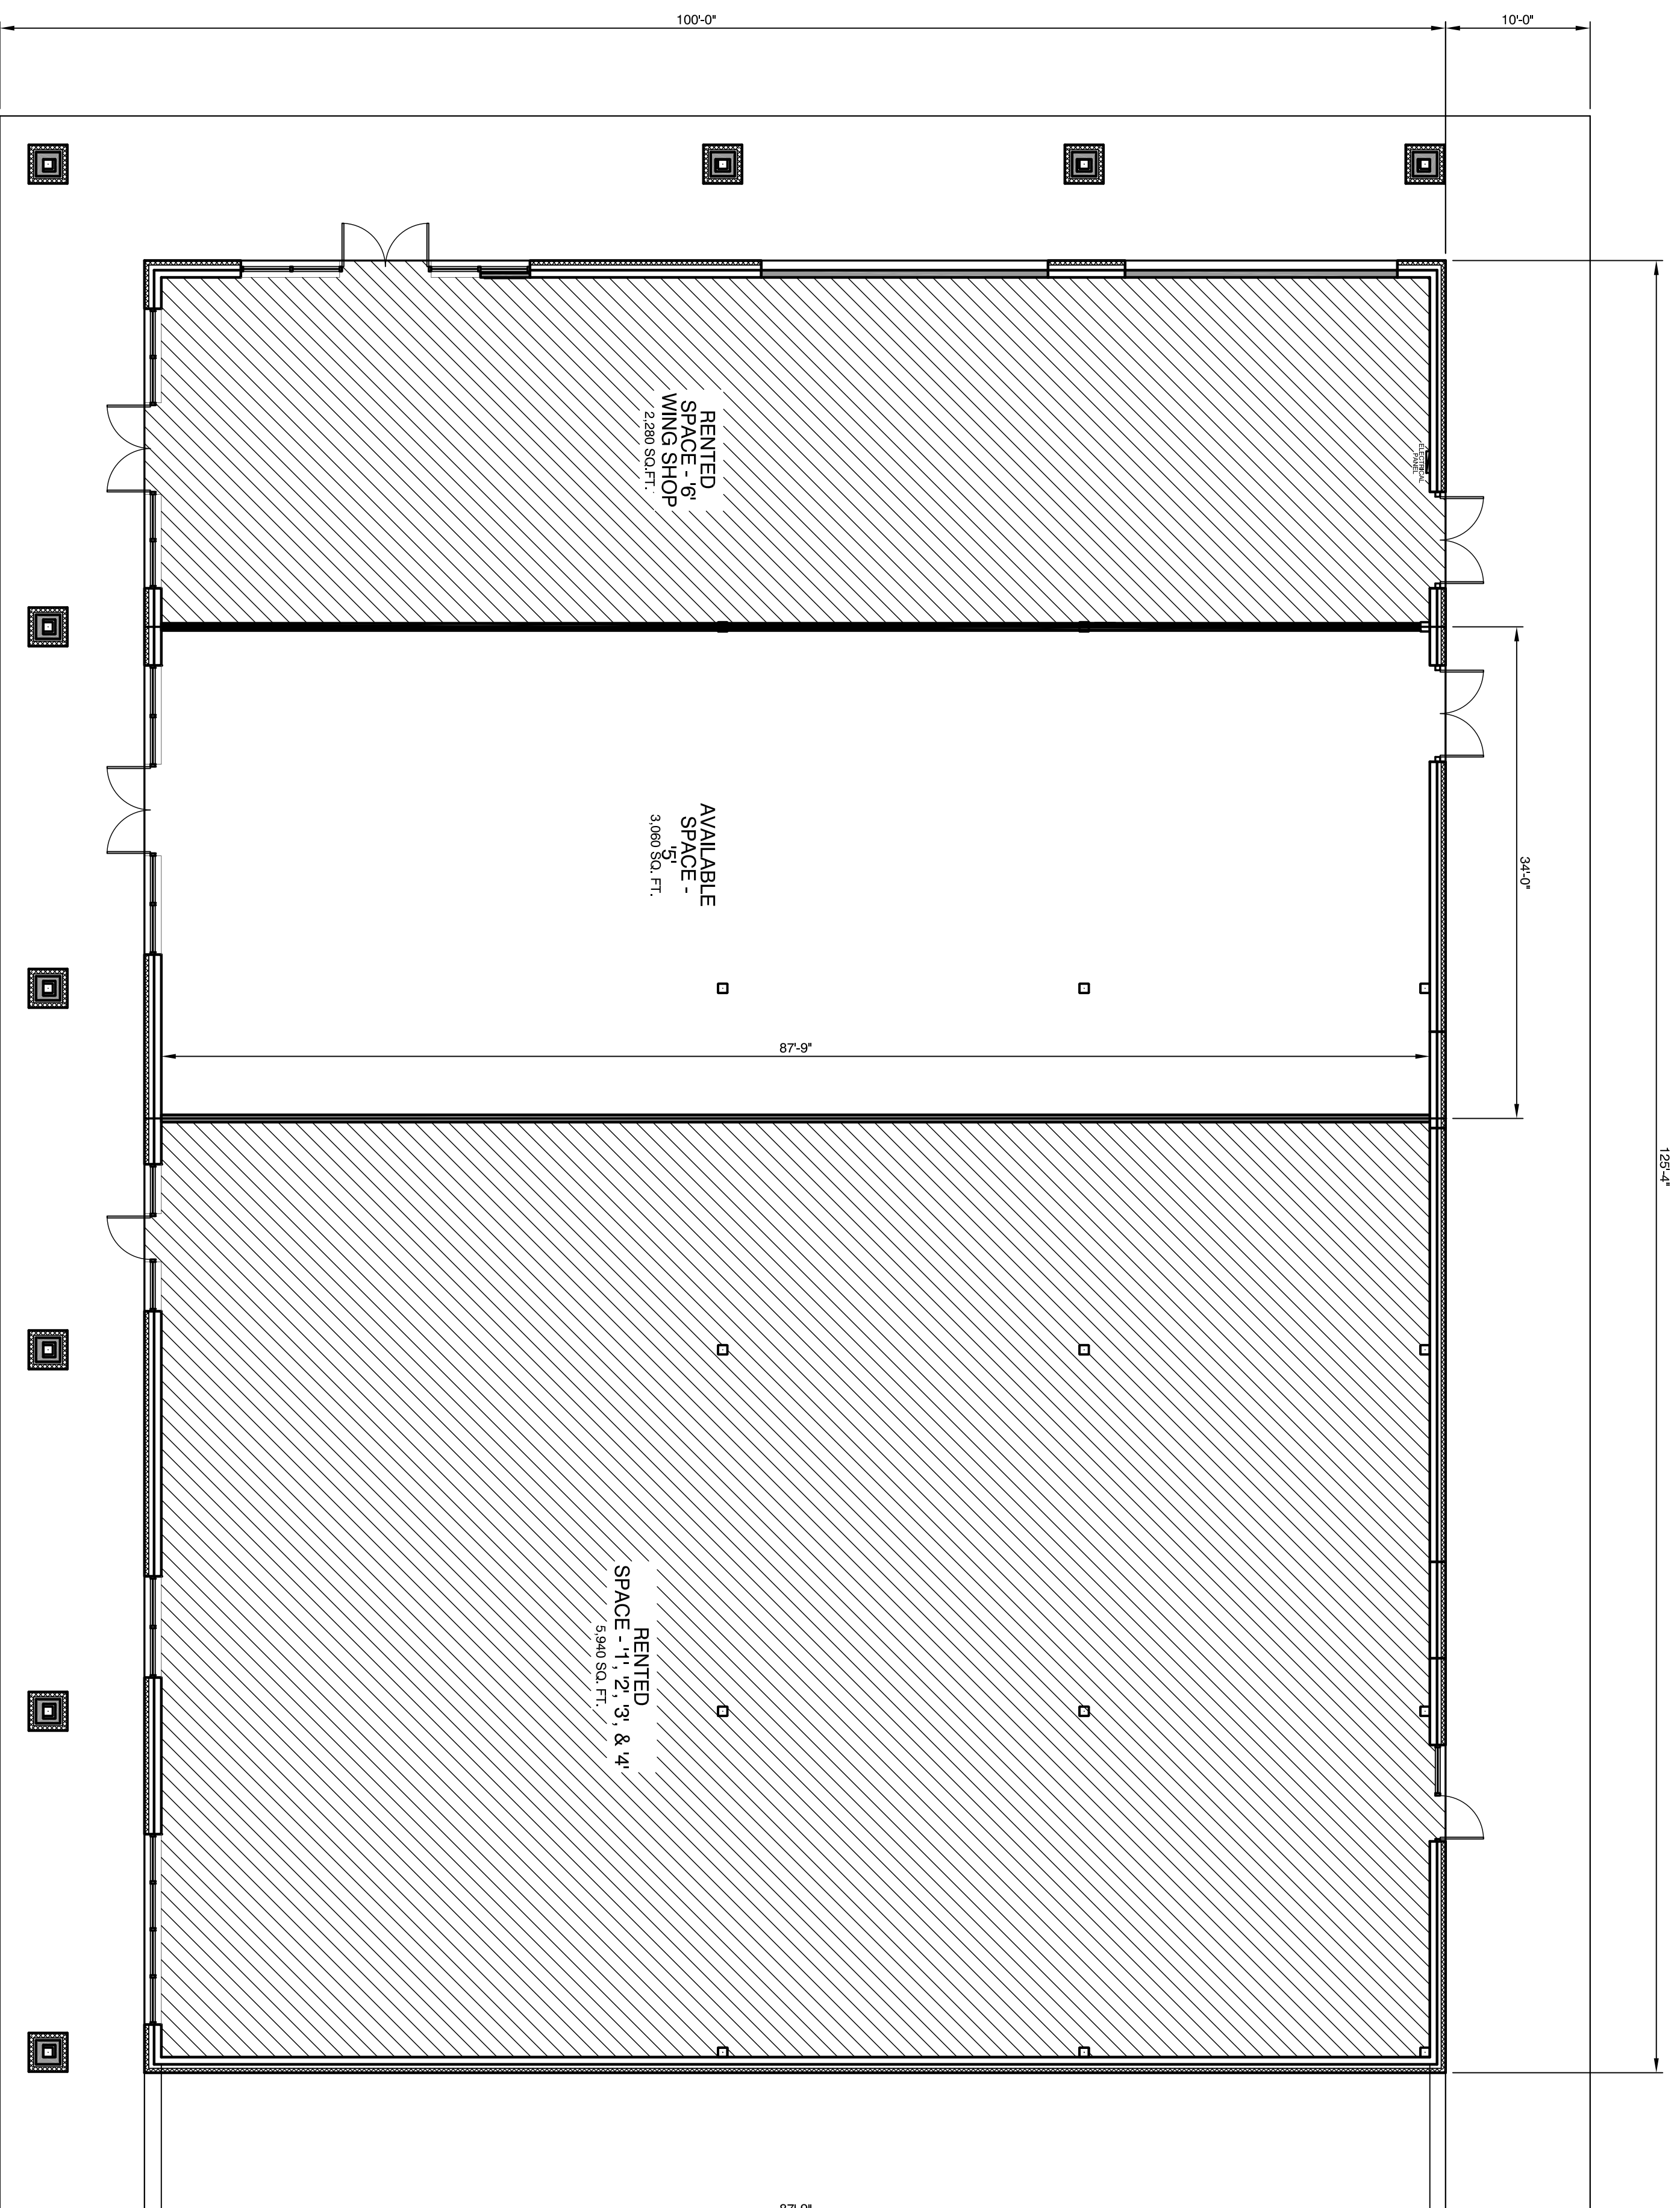 100'-0"
10'-0"
RENTED
SPACE - '6'
WING SHOP
2,280 SQ.FT.
ELECTRICAL
PANEL
AVAILABLE
SPACE -
'5'
3,060 SQ. FT.
34'-0"
87'-9"
125'-4"
RENTED
SPACE - '1', '2', '3', & '4'
5,940 SQ. FT.
87'-9"